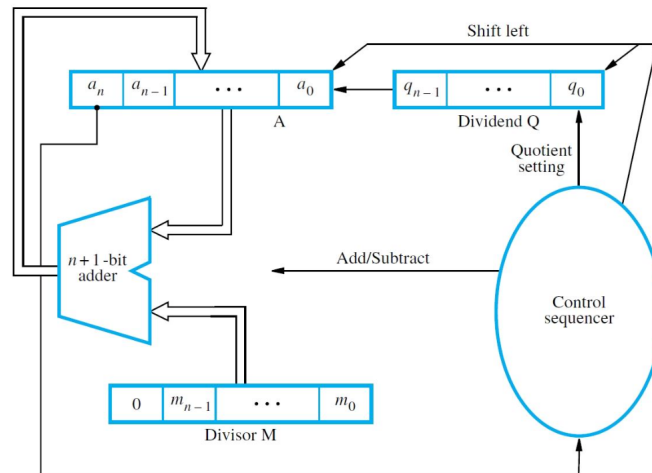 Shift left
a_n a_{n-1} ··· a_0
q_{n-1} ··· q_0
A
Dividend Q
Quotient
setting
n + 1 -bit
adder
Add/Subtract
Control
sequencer
0 m_{n-1} ··· m_0
Divisor M